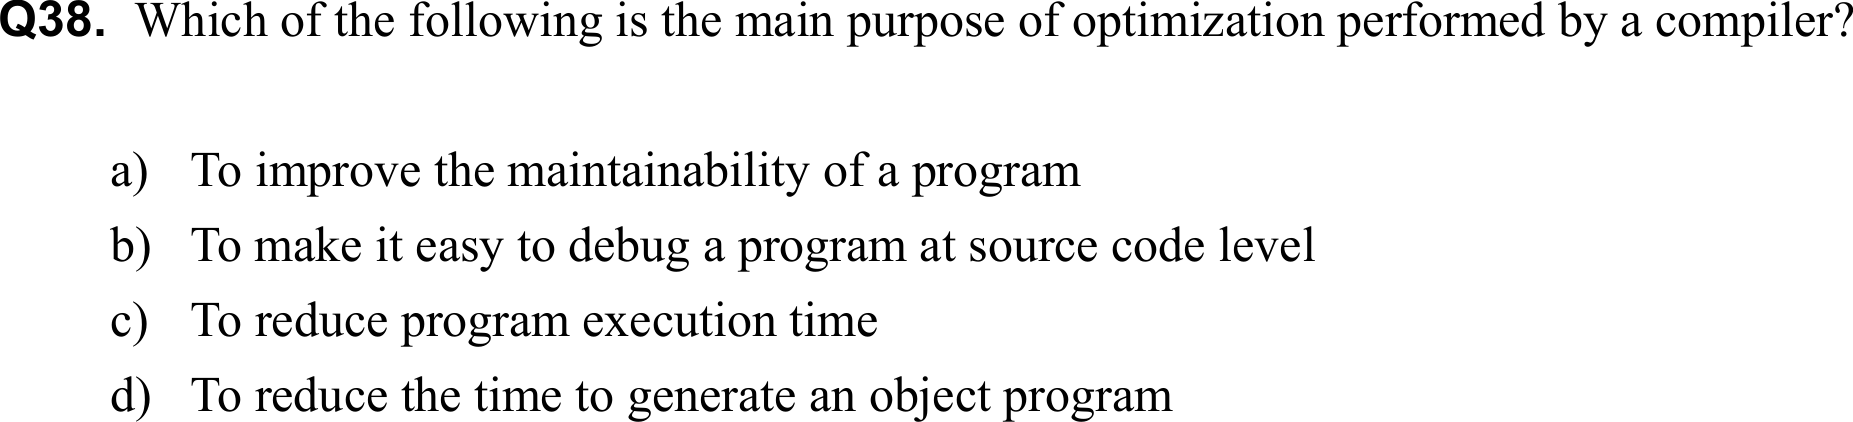 Q38. Which of the following is the main purpose of optimization performed by a compiler?
a) To improve the maintainability of a program
b) To make it easy to debug a program at source code level
c) To reduce program execution time
d) To reduce the time to generate an object program